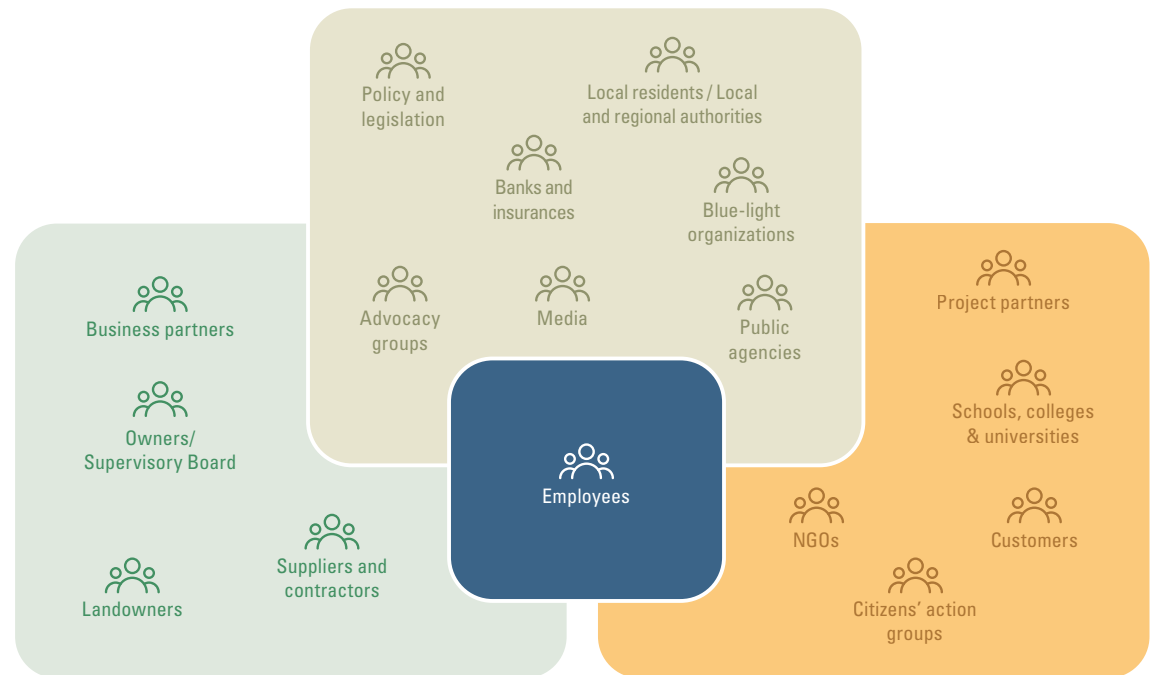 Policy and
legislation
Local residents / Local
and regional authorities
Banks and
insurances
Blue-light
organizations
Advocacy
groups
Media
Public
agencies
Business partners
Owners/
Supervisory Board
Suppliers and
contractors
Landowners
Employees
Project partners
Schools, colleges
& universities
NGOs
Customers
Citizens’ action
groups